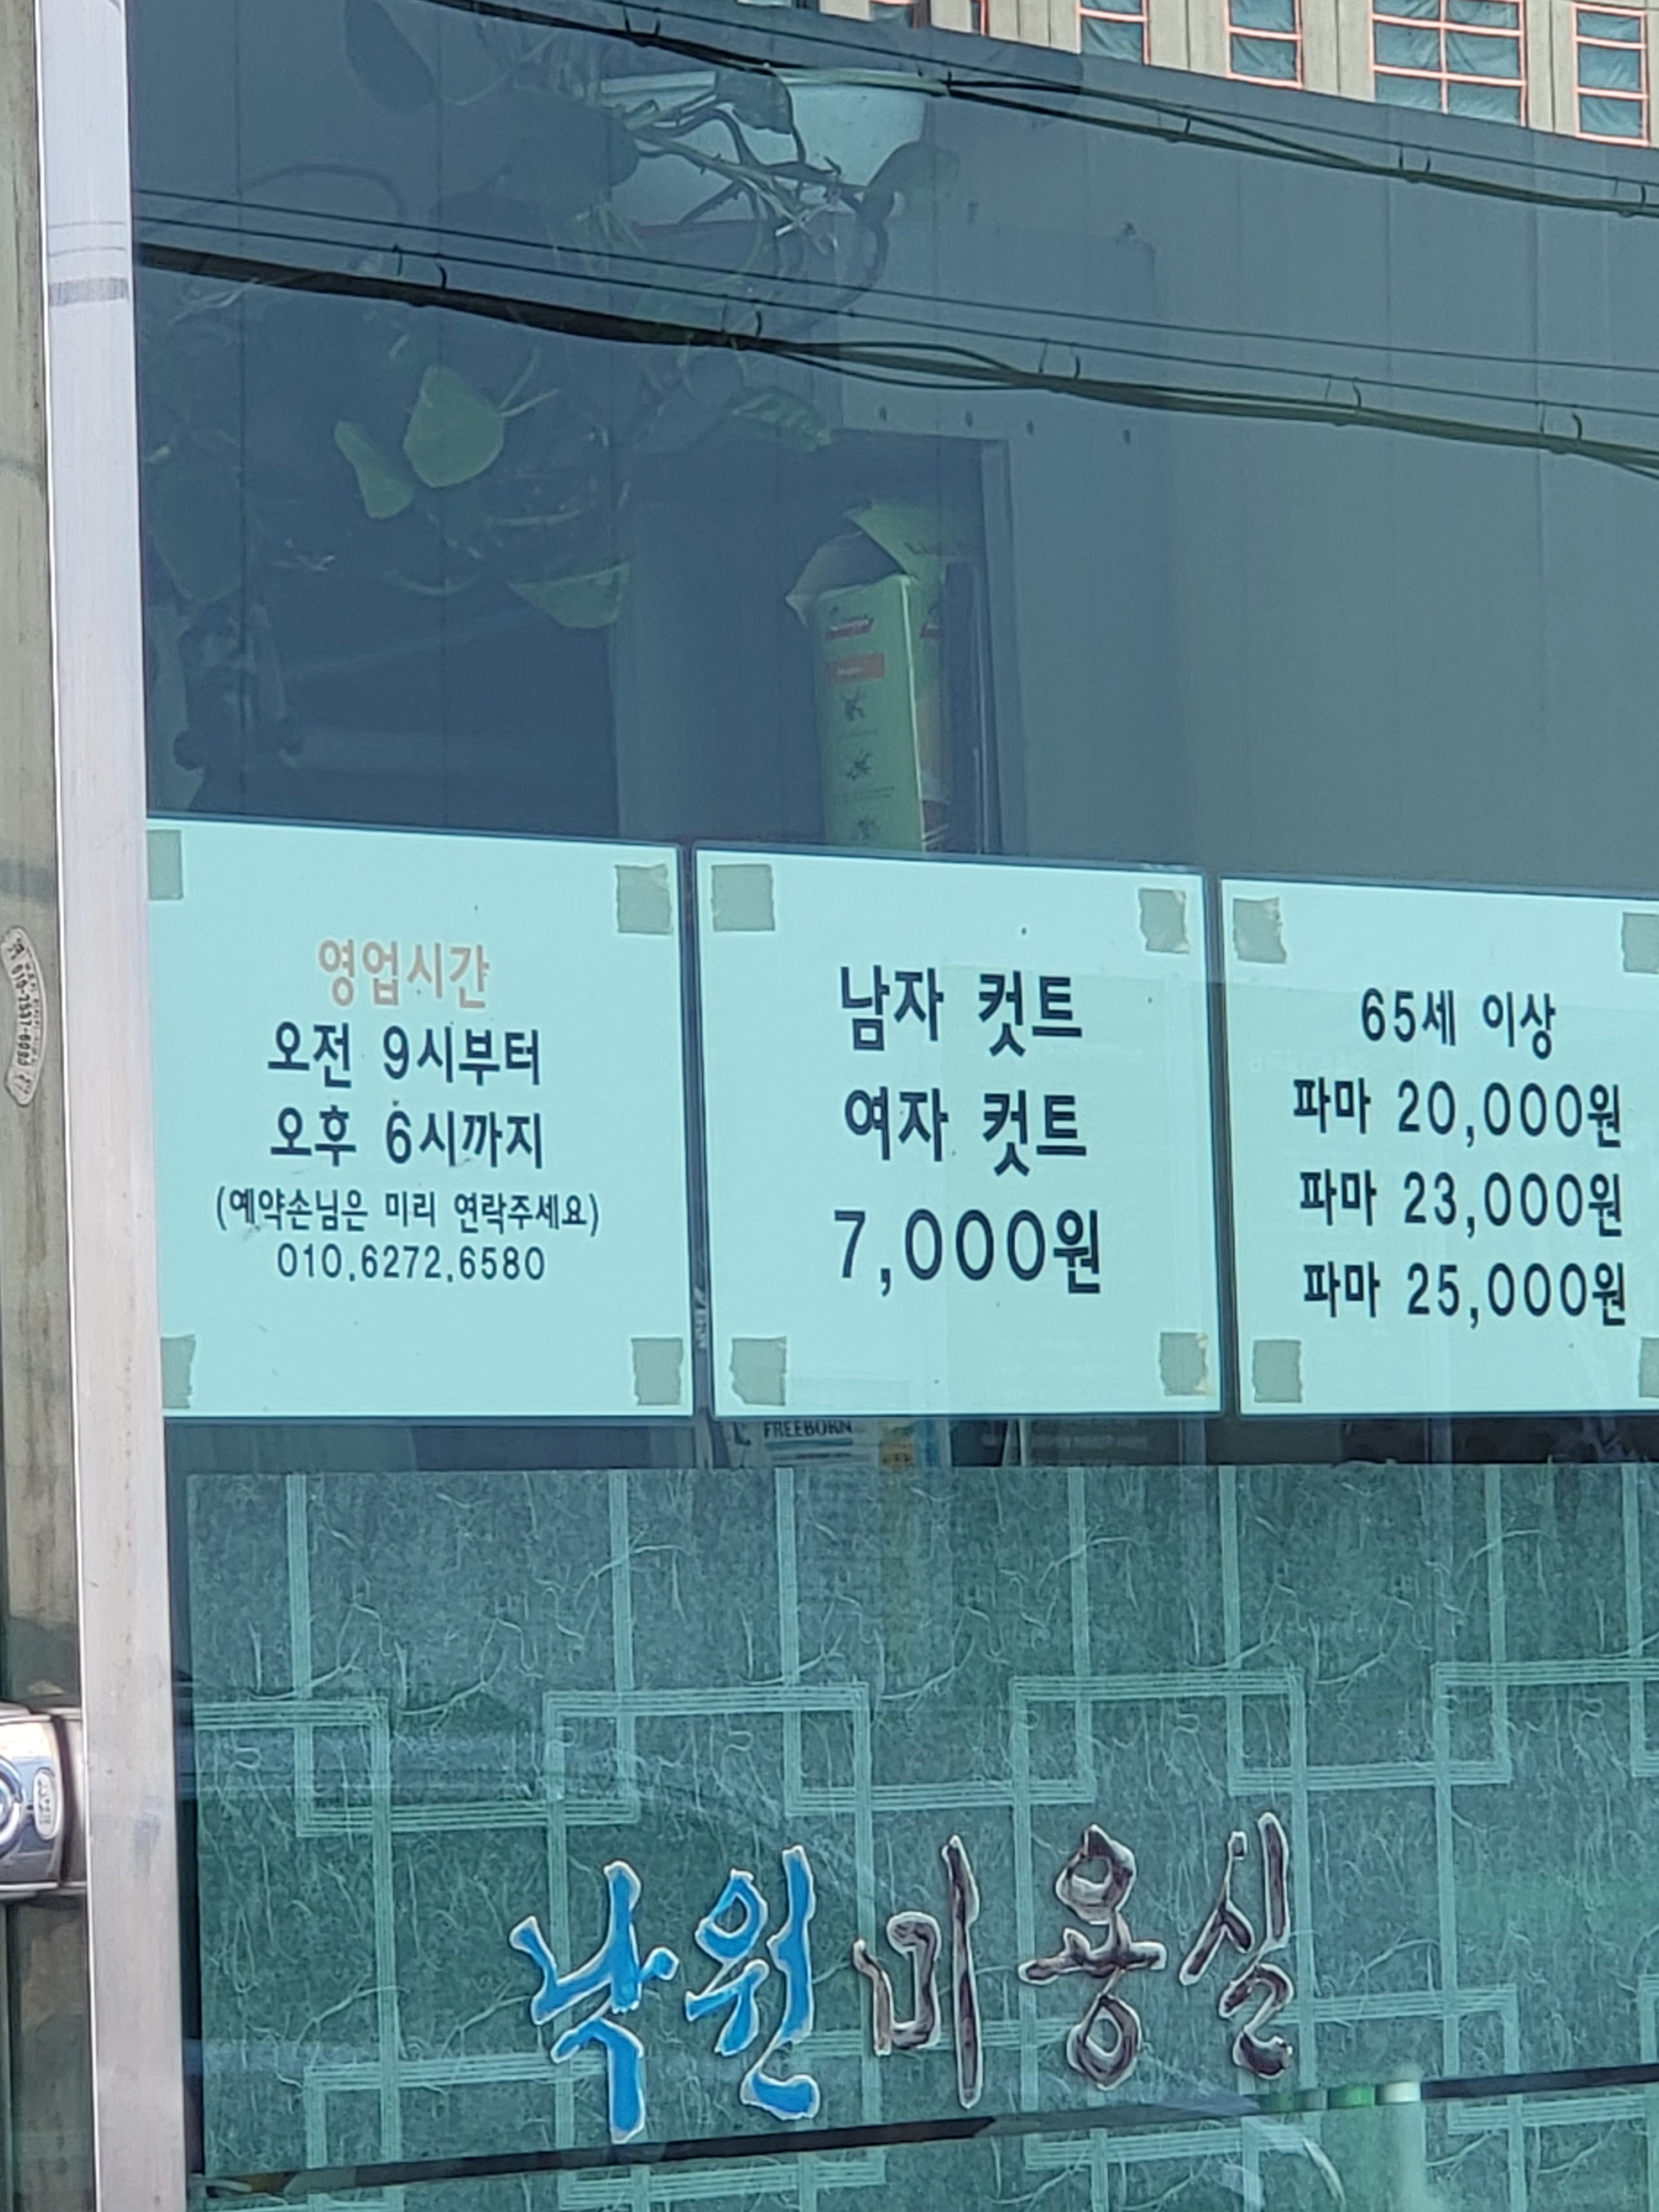 영업시간
오전 9시부터
오후 6시까지
(예약손님은 미리 연락주세요)
010.6272.6580
남자 컷트
여자 컷트
7,000원
65세 이상
파마 20,000원
파마 23,000원
파마 25,000원
FREEBORN
낙원미용실